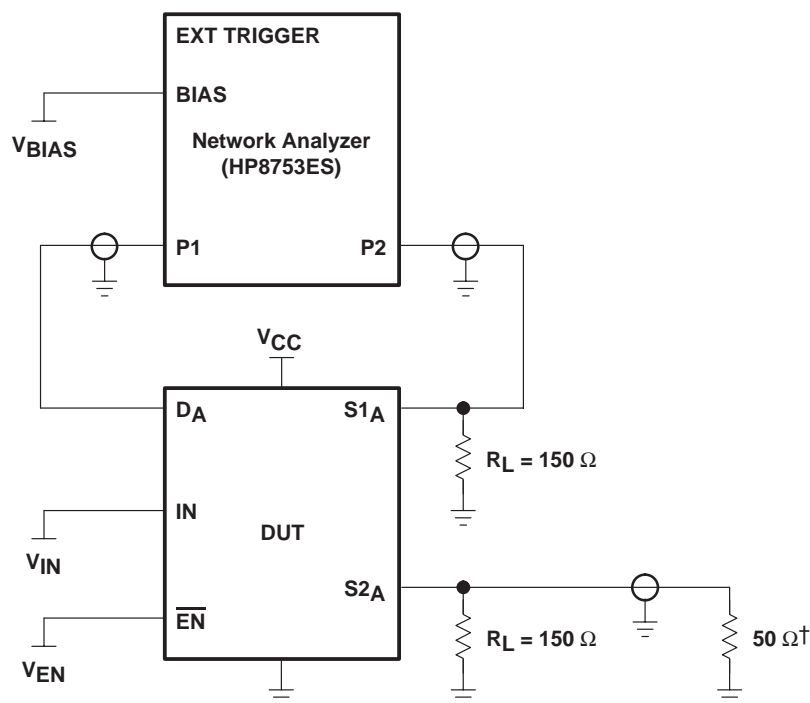 EXT TRIGGER
BIAS
VBIAS
Network Analyzer
(HP8753ES)
P1
P2
VCC
DA
S1A
RL = 150 Ω
IN
DUT
VIN
S2A
EN
RL = 150 Ω
50 Ω†
VEN